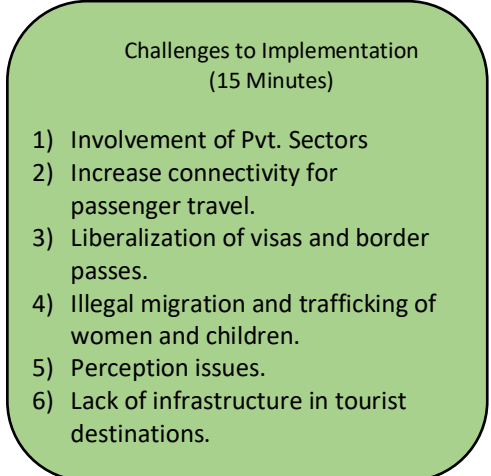 Challenges to Implementation
(15 Minutes)
1) Involvement of Pvt. Sectors
2) Increase connectivity for
passenger travel.
3) Liberalization of visas and border
passes.
4) Illegal migration and trafficking of
women and children.
5) Perception issues.
6) Lack of infrastructure in tourist
destinations.